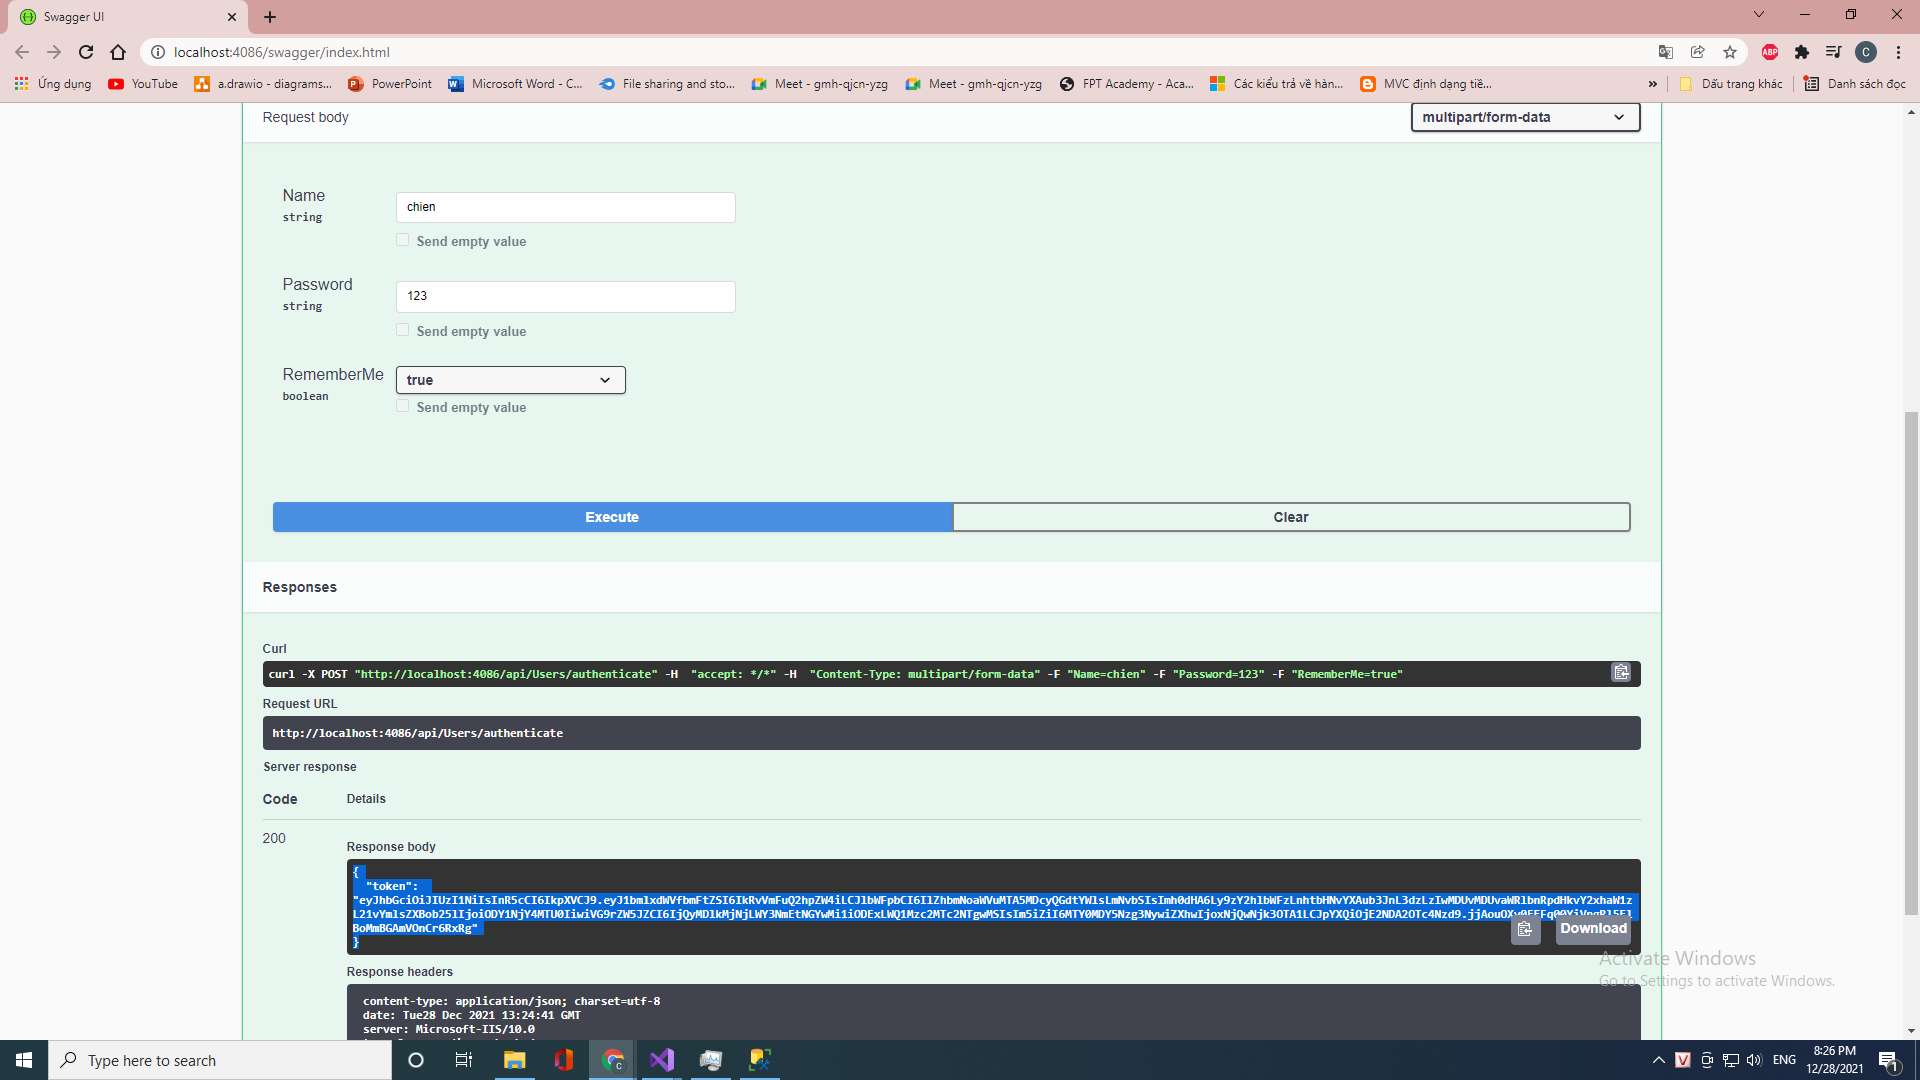 Swagger UI
localhost:4086/swagger/index.html
ABP
C
Ứng dụng
YouTube
a.drawio - diagrams...
PowerPoint
Microsoft Word - C...
File sharing and sto...
Meet - gmh-qjcn-yzg
Meet - gmh-qjcn-yzg
FPT Academy - Aca...
Các kiểu trả về hàn...
MVC định dạng tiề...
»
Dấu trang khác
Danh sách đọc
Request body
multipart/form-data
Name
string
chien
Send empty value
Password
string
123
Send empty value
RememberMe
boolean
true
Send empty value
Execute
Clear
Responses
Curl
curl -X POST "http://localhost:4086/api/Users/authenticate" -H  "accept: */*" -H  "Content-Type: multipart/form-data" -F "Name=chien" -F "Password=123" -F "RememberMe=true"
Request URL
http://localhost:4086/api/Users/authenticate
Server response
Code
Details
200
Response body
{
"token":
}
Download
Response headers
content-type: application/json; charset=utf-8
date: Tue28 Dec 2021 13:24:41 GMT
server: Microsoft-IIS/10.0
Activate Windows
Go to Settings to activate Windows.
Type here to search
ENG
8:26 PM
12/28/2021
1